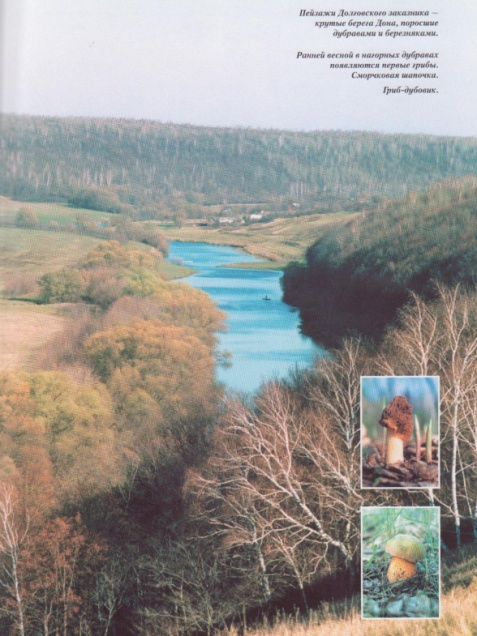 Пейзажи Долговского заказника –
крутые берега Дона, поросшие
дубравами и березняками.
Ранней весной в нагорных дубравах
появляются первые грибы.
Сморчковая шапочка.
Гриб-дубовик.